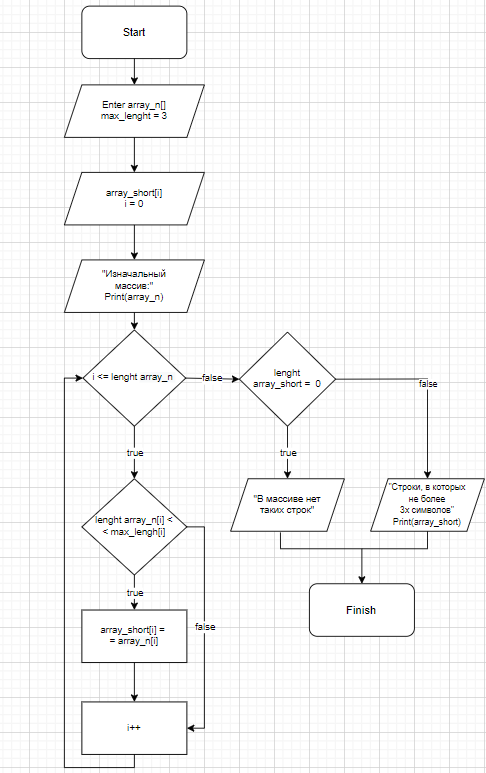 Start
Enter array_n[]
max_lenght = 3
array_short[i]
i = 0
"Изначальный
массив:"
Print(array_n)
i <= lenght array_n
false
lenght
array_short = 0
false
true
true
"В массиве нет
таких строк"
"Строки, в которых
не более
3х символов"
Print(array_short)
lenght array_n[i] <
< max_lengh[i]
true
false
array_short[i] =
= array_n[i]
Finish
i++